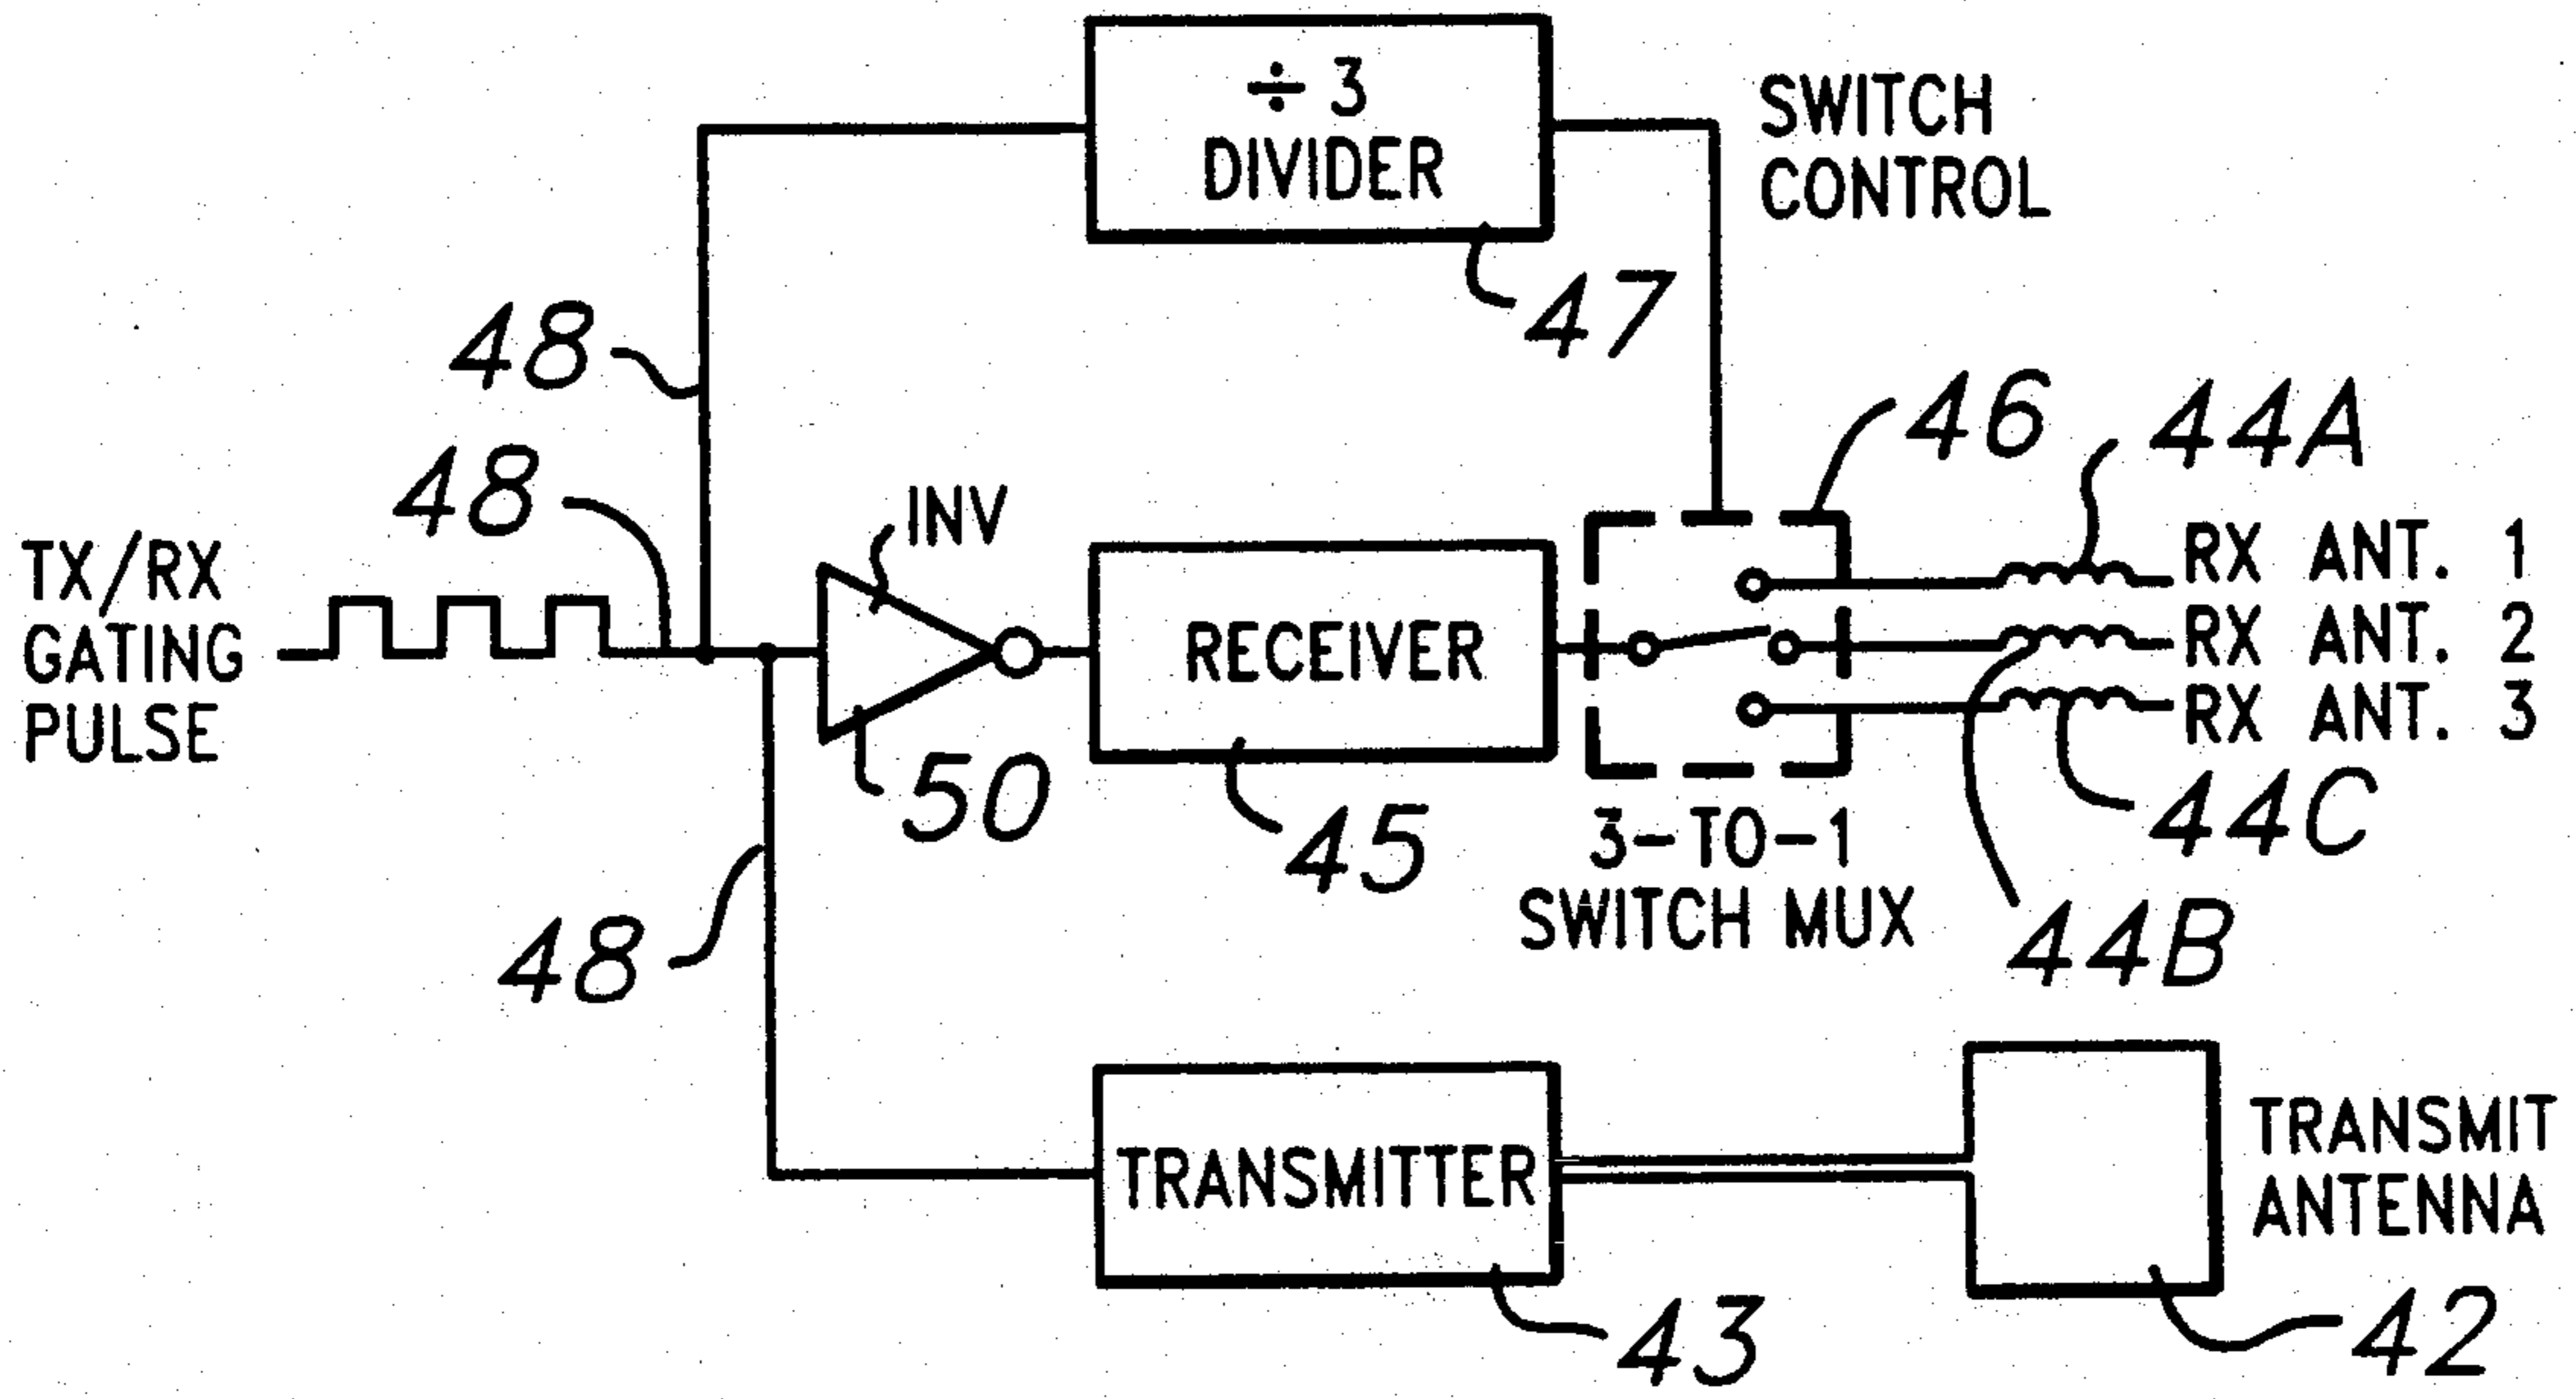 ÷ 3
DIVIDER
SWITCH
CONTROL
47
48
48
46
44A
INV
TX/RX
GATING
PULSE
RX ANT. 1
RX ANT. 2
RX ANT. 3
RECEIVER
50
45
3-TO-1
SWITCH MUX
44C
44B
48
TRANSMITTER
TRANSMIT
ANTENNA
43
42